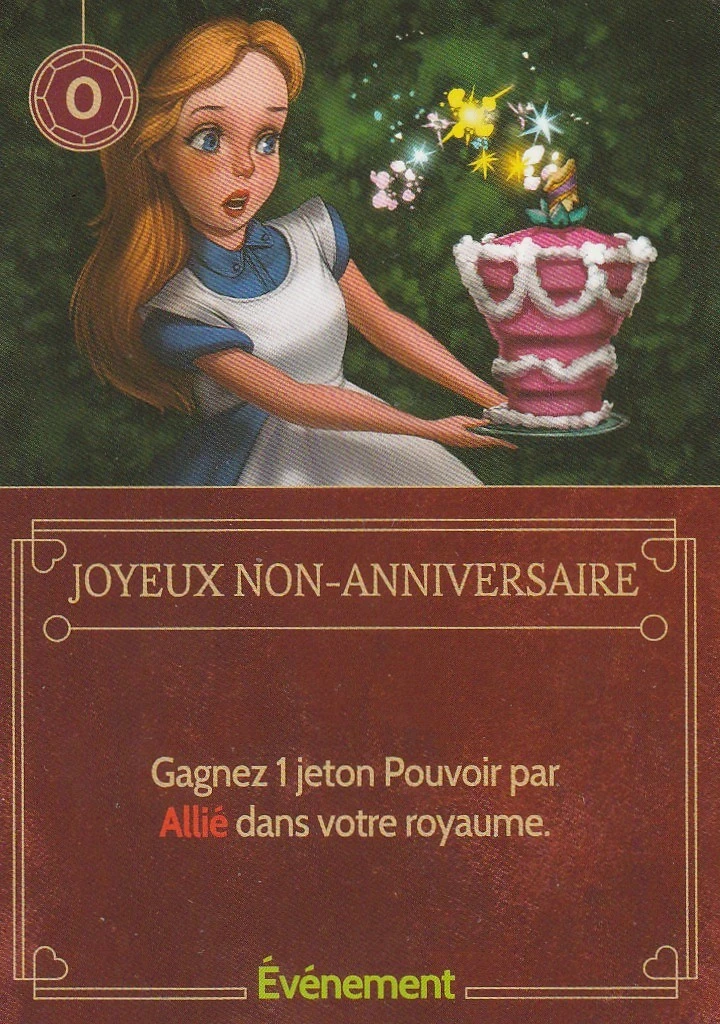 0
JOYEUX NON-ANNIVERSAIRE
Gagnez 1 jeton Pouvoir par
Allié dans votre royaume.
Événement